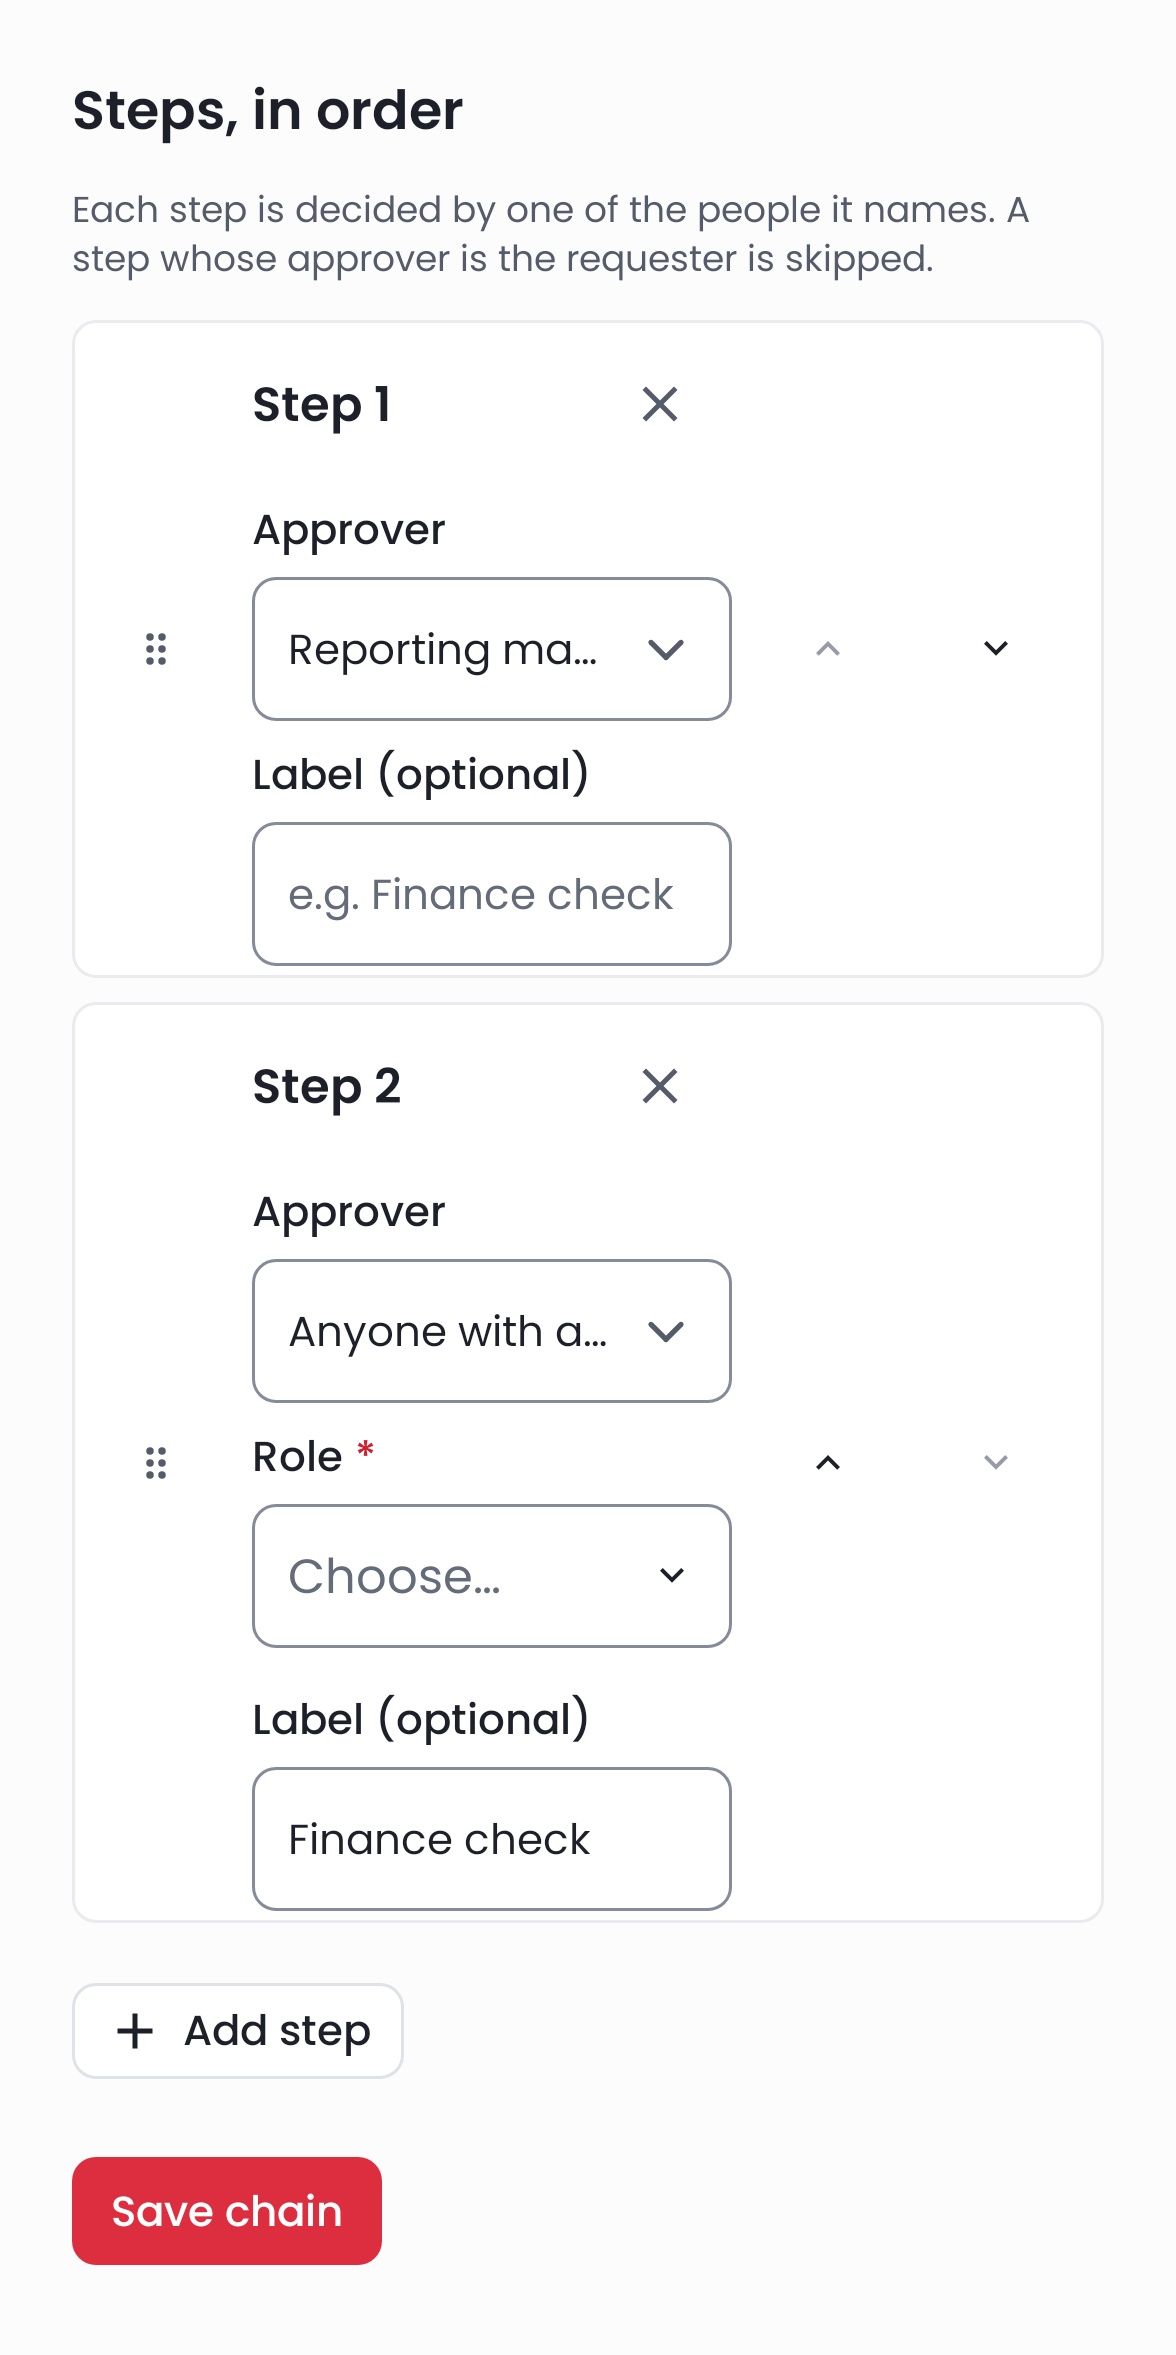 Steps, in order
Each step is decided by one of the people it names. A
step whose approver is the requester is skipped.
Step 1
Approver
Reporting ma...
Label (optional)
e.g. Finance check
Step 2
Approver
Anyone with a...
Role *
Choose...
Label (optional)
Finance check
Add step
Save chain